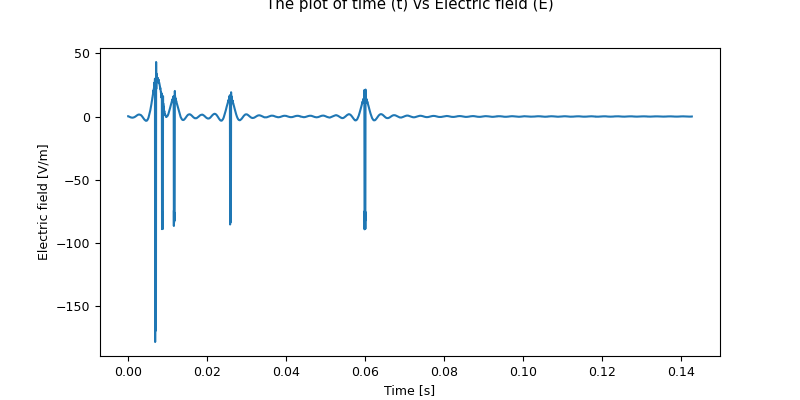 The plot of time (t) vs Electric field (E)
50
0
−50
−100
−150
Electric field [V/m]
0.00 0.02 0.04 0.06 0.08 0.10 0.12 0.14
Time [s]